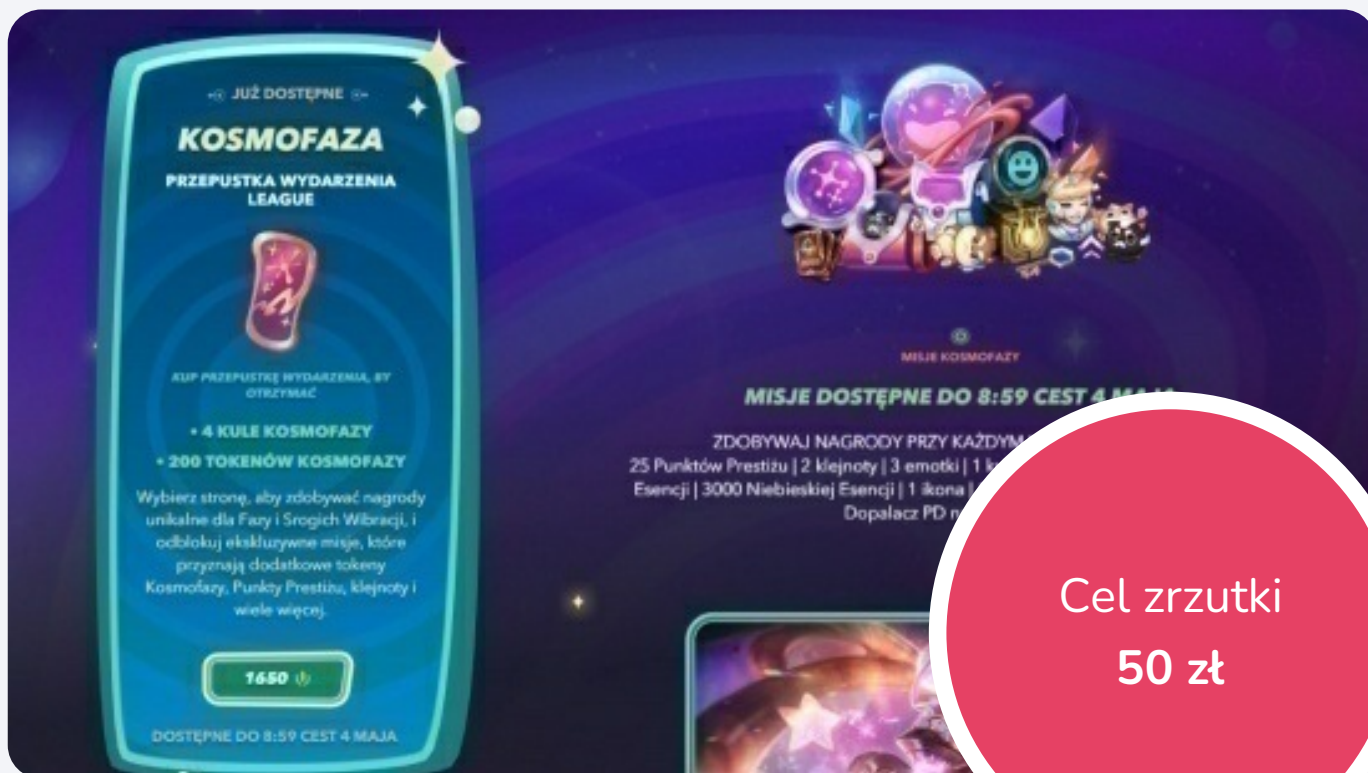 JUŻ DOSTĘPNE
KOSMOFAZA
PRZEPUSTKA WYDARZENIA
LEAGUE
KUP PRZEPUSTKĘ WYDARZENIA, BY
OTRZYMAĆ
• 4 KULE KOSMOFAZY
• 200 TOKENÓW KOSMOFAZY
Wybierz stronę, aby zdobywać nagrody
unikalne dla Fazy i Srogich Wibracji, i
odblokuj ekskluzywne misje, które
przyznają dodatkowe tokeny
Kosmofazy, Punkty Prestiżu, klejnoty i
wiele więcej.
1650
DOSTĘPNE DO 8:59 CEST 4 MAJA
MISJE KOSMOFAZY
MISJE DOSTĘPNE DO 8:59 CEST 4 MAJA
ZDOBYWAJ NAGRODY PRZY KAŻDYM
25 Punktów Prestiżu | 2 klejnoty | 3 emotki | 1
Esencji | 3000 Niebieskiej Esencji | 1 ikona |
Dopalacz PD
Cel zrzutki
50 zł